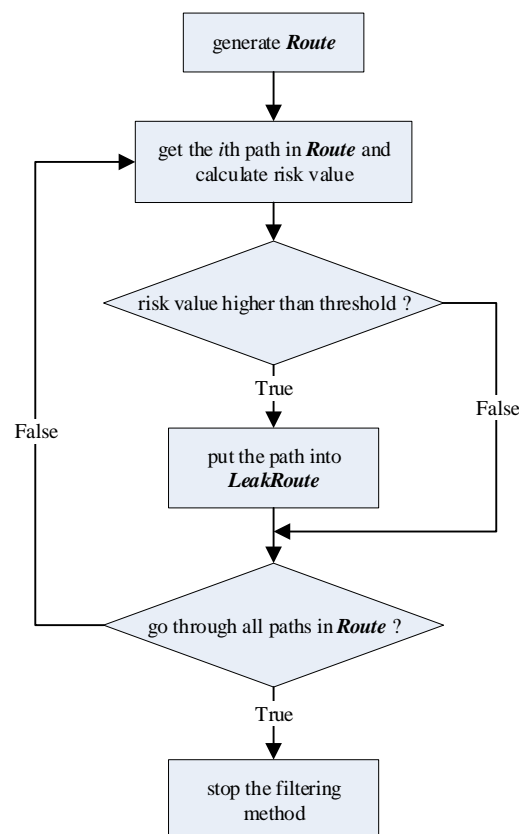 generate Route
get the ith path in Route and
calculate risk value
risk value higher than threshold ?
True
False
False
put the path into
LeakRoute
go through all paths in Route ?
True
stop the filtering
method